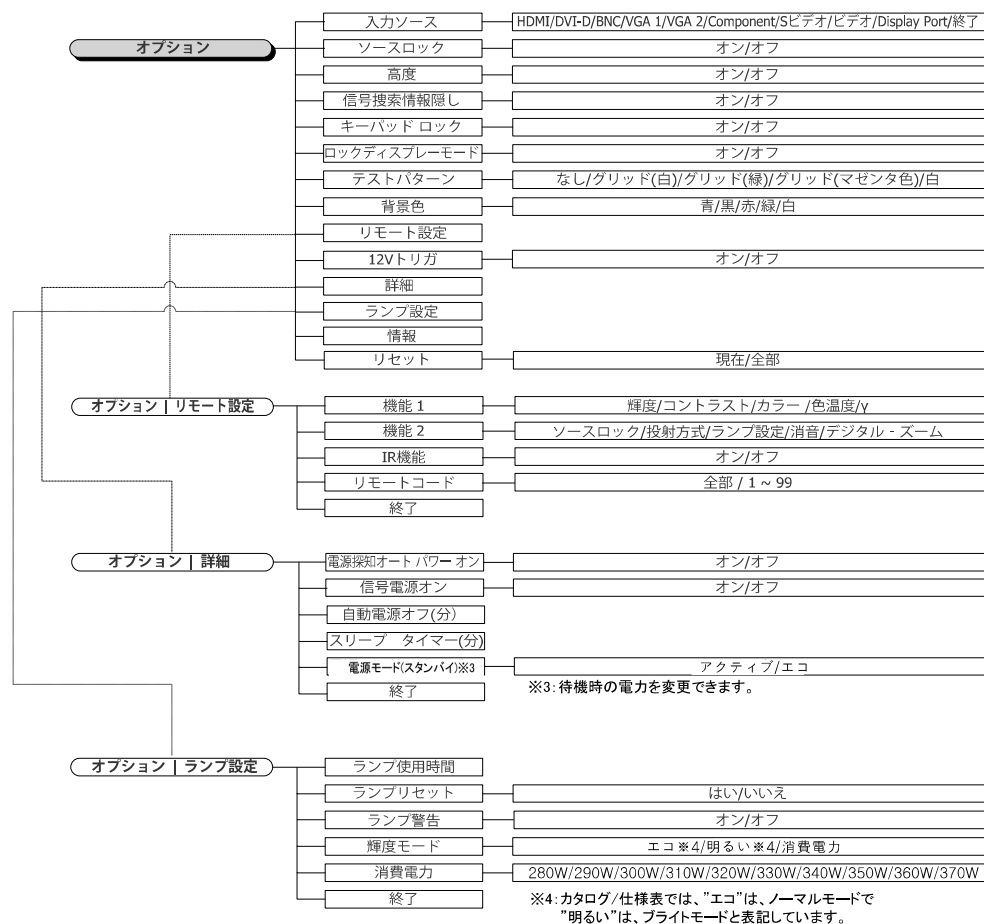 入力ソース HDMI/DVI-D/BNC/VGA 1/VGA 2/Component/Sビデオ/ビデオ/Display Port/終了
オプション ソースロック オン/オフ
高度 オン/オフ
信号捜索情報隠し オン/オフ
キーパッド ロック オン/オフ
ロックディスプレーモード オン/オフ
テストパターン なし/グリッド(白)/グリッド(緑)/グリッド(マゼンタ色)/白
背景色 青/黒/赤/緑/白
リモート設定
12Vトリガ オン/オフ
詳細
ランプ設定
情報
リセット 現在/全部
オプション | リモート設定 機能 1 輝度/コントラスト/カラー /色温度/γ
機能 2 ソースロック/投射方式/ランプ設定/消音/デジタル - ズーム
IR機能 オン/オフ
リモートコード 全部 / 1 ~ 99
終了
オプション | 詳細 電源探知オート パワー オン オン/オフ
信号電源オン オン/オフ
自動電源オフ(分)
スリープ タイマー(分)
電源モード(スタンバイ)※3 アクティブ/エコ
終了 ※3:待機時の電力を変更できます。
オプション | ランプ設定 ランプ使用時間
ランプリセット はい/いいえ
ランプ警告 オン/オフ
輝度モード エコ※4/明るい※4/消費電力
消費電力 280W/290W/300W/310W/320W/330W/340W/350W/360W/370W
終了 ※4:カタログ/仕様表では、"エコ"は、ノーマルモードで
"明るい"は、ブライトモードと表記しています。